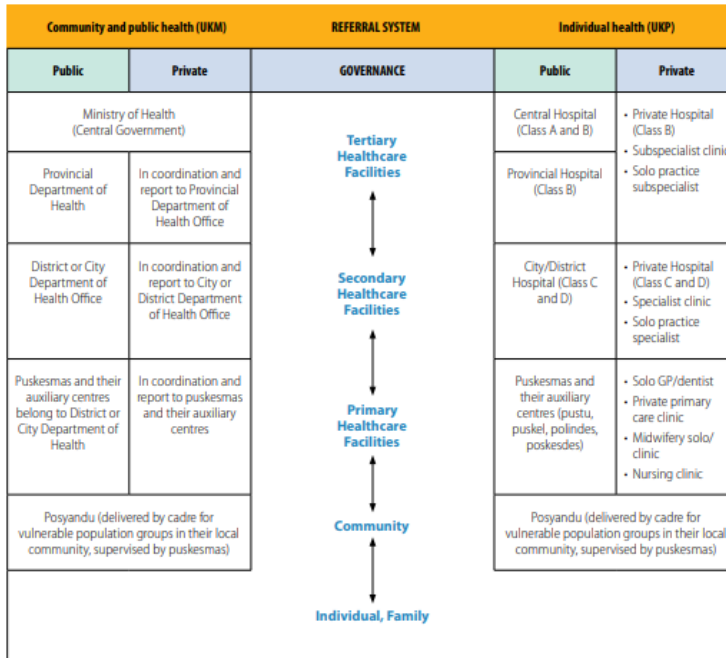 Community and public health (UKM)
REFERRAL SYSTEM
Individual health (UKP)
Public
Private
GOVERNANCE
Public
Private
Ministry of Health
(Central Government)
Tertiary
Healthcare
Facilities
Central Hospital
(Class A and B)
• Private Hospital
(Class B)
• Subspecialist clinic
• Solo practice
subspecialist
Provincial
Department of
Health
In coordination and
report to Provincial
Department of
Health Office
Provincial Hospital
(Class B)
District or City
Department of
Health Office
In coordination and
report to City or
District Department
of Health Office
Secondary
Healthcare
Facilities
City/District
Hospital (Class C
and D)
• Private Hospital
(Class C and D)
• Specialist clinic
• Solo practice
specialist
Puskesmas and their
auxiliary centres
belong to District or
City Department of
Health
In coordination and
report to puskesmas
and their auxiliary
centres
Primary
Healthcare
Facilities
Puskesmas and
their auxiliary
centres (pustu,
puskel, polindes,
poskesdes)
• Solo GP/dentist
• Private primary
care clinic
• Midwifery solo/
clinic
• Nursing clinic
Posyandu (delivered by cadre for
vulnerable population groups in their local
community, supervised by puskesmas)
Community
Posyandu (delivered by cadre for
vulnerable population groups in their local
community, supervised by puskesmas)
Individual, Family